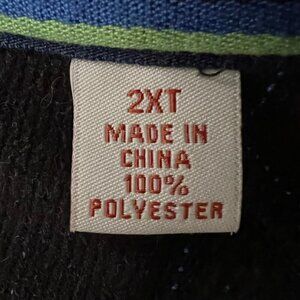 2XT
MADE IN
CHINA
100%
POLYESTER